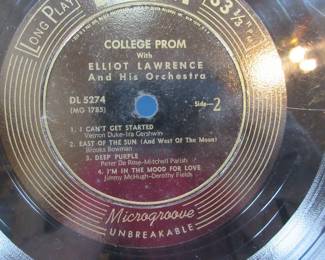 LONG PLAY
33 1/3
COLLEGE PROM
With
ELLIOT LAWRENCE
And His Orchestra
DL 5274
(MG 1785)
Side-2
1. I CAN'T GET STARTED
Vernon Duke-Ira Gershwin
2. EAST OF THE SUN (And West Of The Moon)
Brooks Bowman
3. DEEP PURPLE
Peter De Rose-Mitchell Parish
4. I'M IN THE MOOD FOR LOVE
Jimmy McHugh-Dorothy Fields
Microgroove
UNBREAKABLE